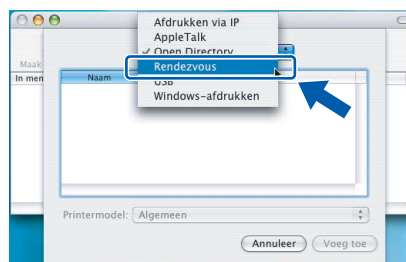 Afdrukken via IP
AppleTalk
✓ Open Directory
Rendezvous
USB
Windows-afdrukken
Maak
In men
Naam
Printermodel: Algemeen
Annuleer Voeg toe